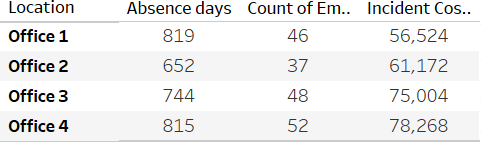 Location Absence days Count of Em.. Incident Cos..
Office 1 819 46 56,524
Office 2 652 37 61,172
Office 3 744 48 75,004
Office 4 815 52 78,268